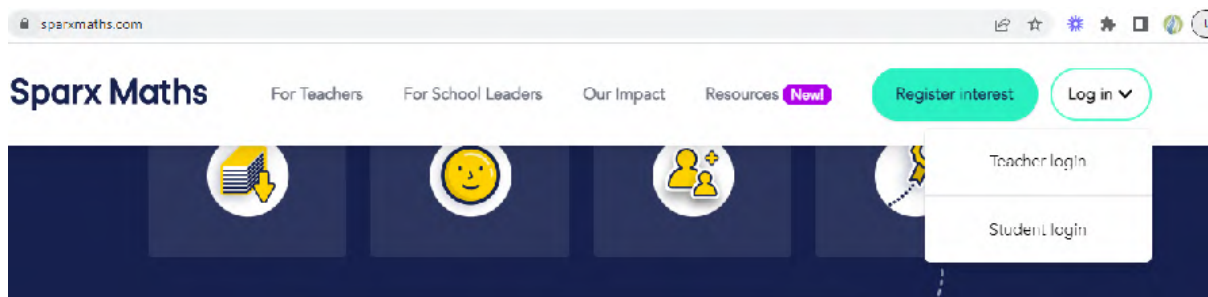 sparxmaths.com
Sparx Maths For Teachers For School Leaders Our Impact Resources New! Register interest Log in
Teacher login
Student login